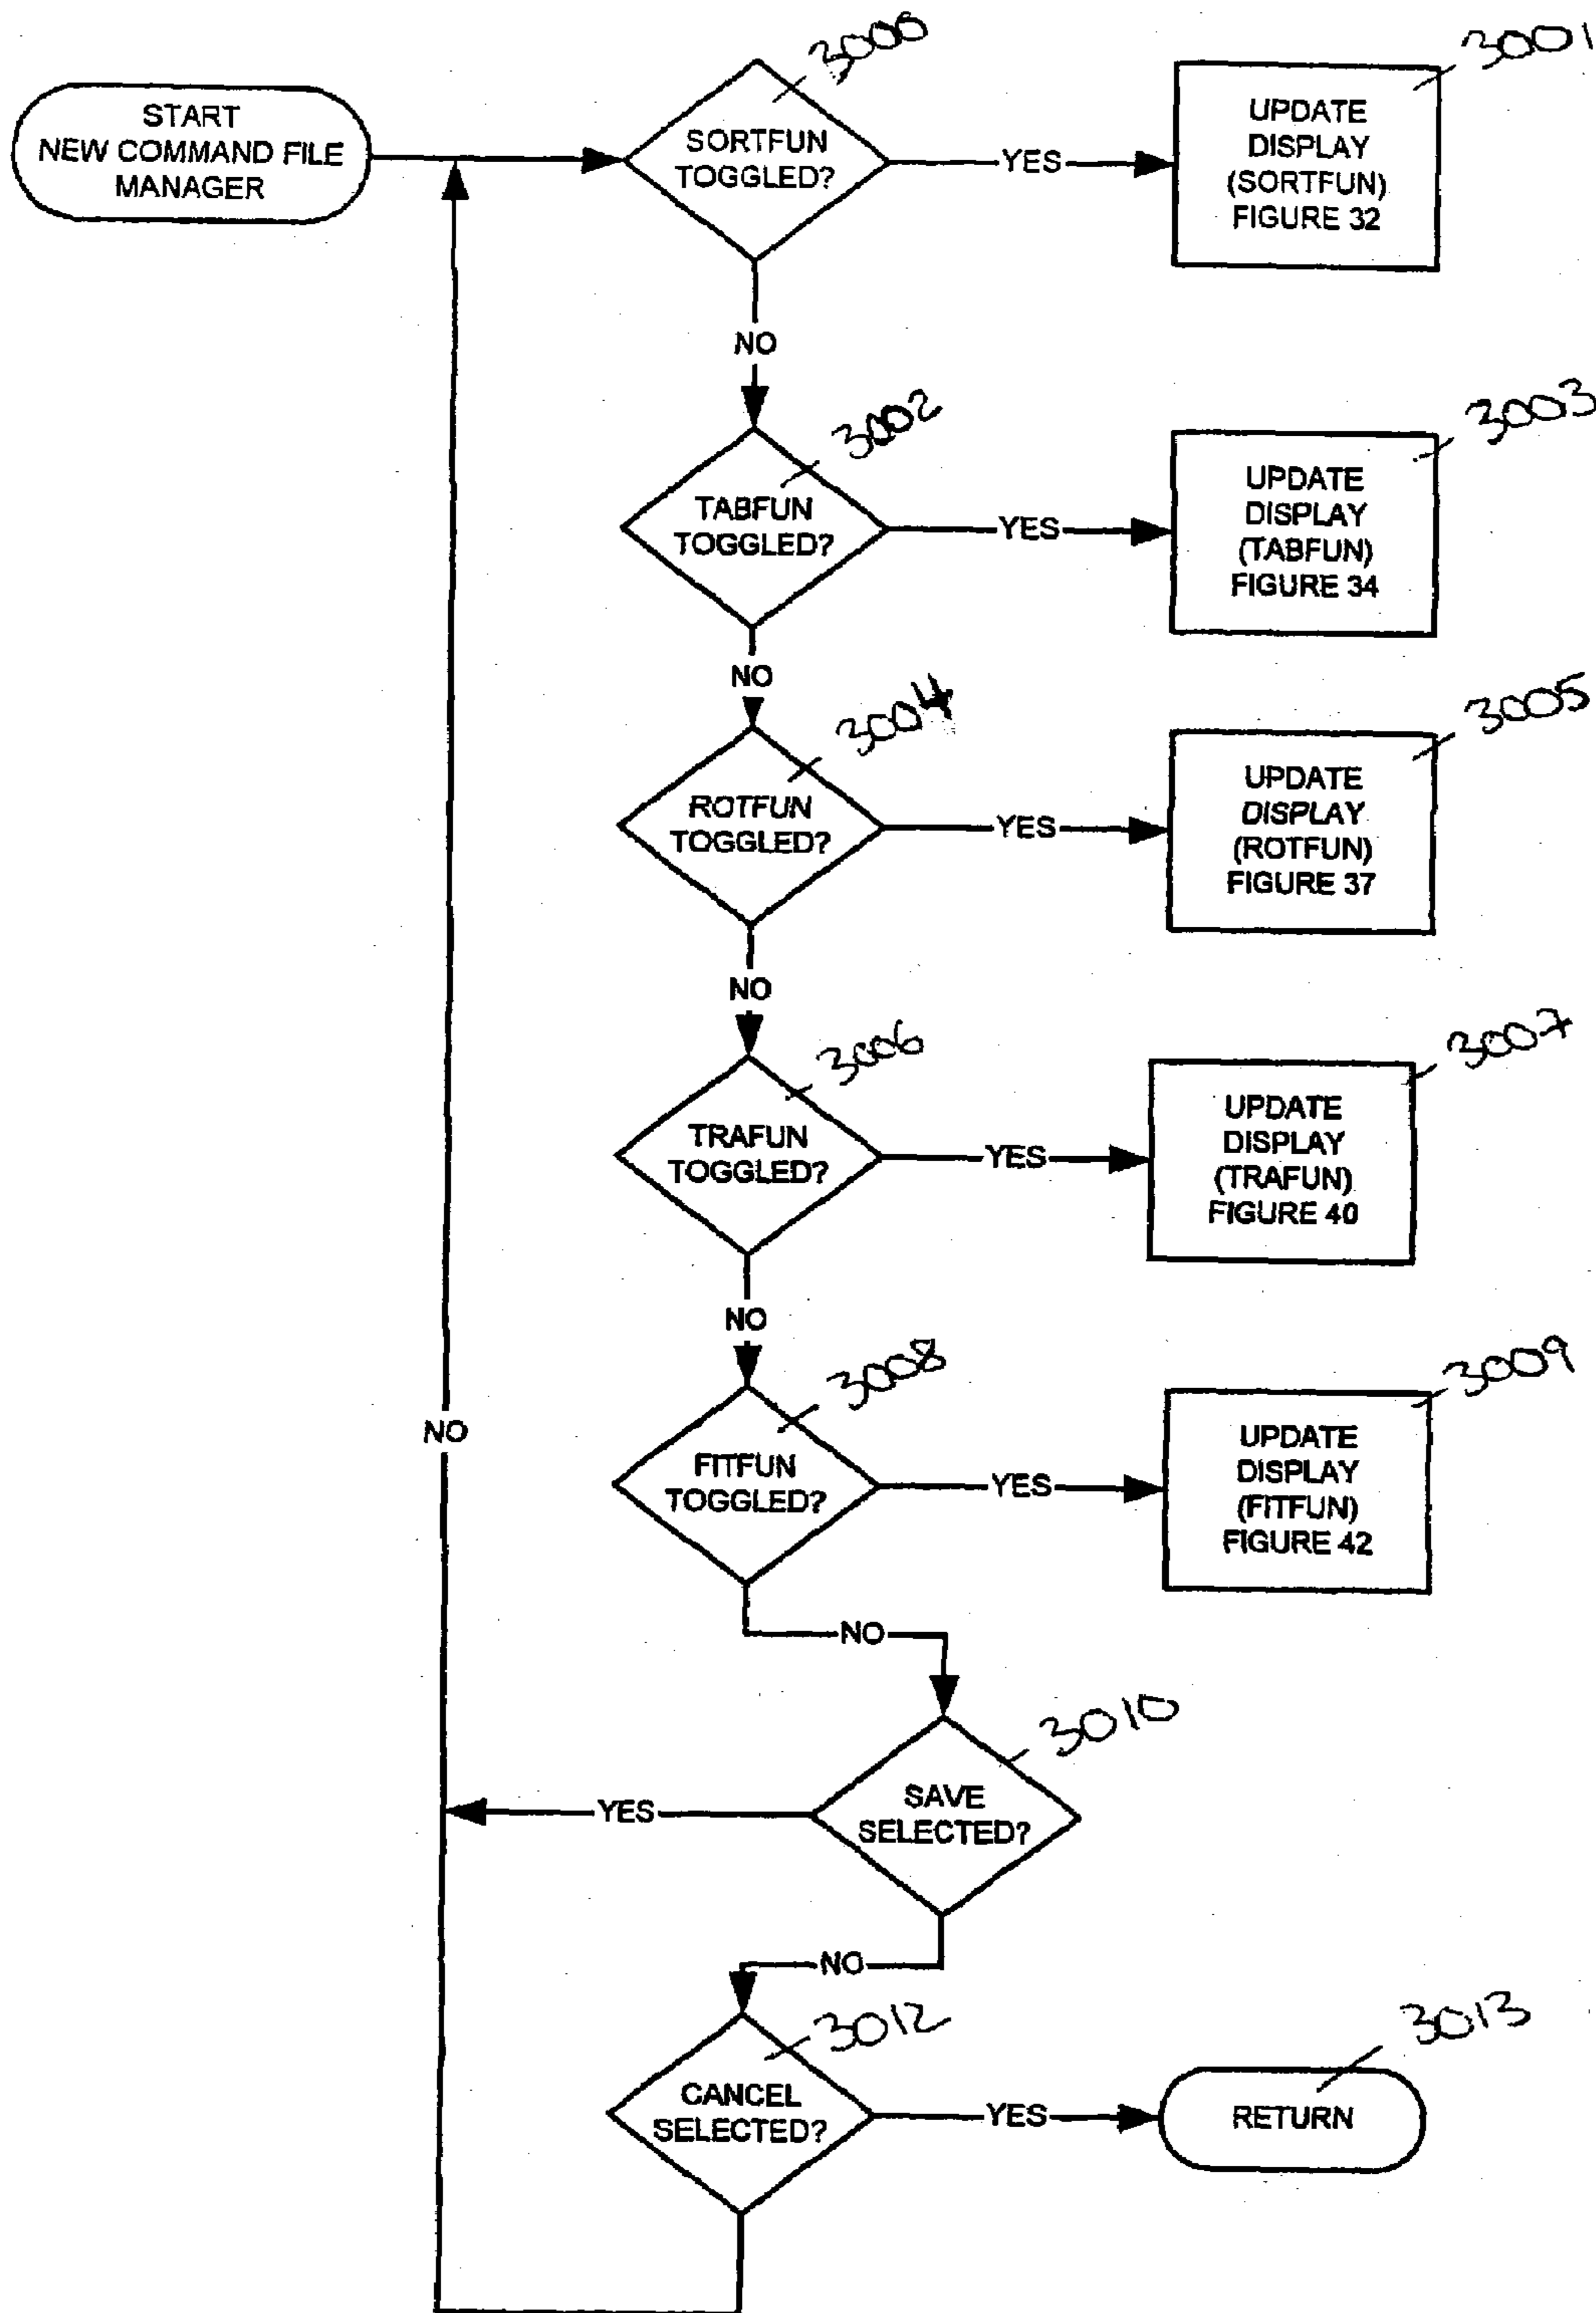 3000
3001
START
NEW COMMAND FILE
MANAGER
SORTFUN
TOGGLED?
YES
UPDATE
DISPLAY
(SORTFUN)
FIGURE 32
NO
3002
3003
TABFUN
TOGGLED?
YES
UPDATE
DISPLAY
(TABFUN)
FIGURE 34
NO
3004
3005
ROTFUN
TOGGLED?
YES
UPDATE
DISPLAY
(ROTFUN)
FIGURE 37
NO
3006
3007
TRAFUN
TOGGLED?
YES
UPDATE
DISPLAY
(TRAFUN)
FIGURE 40
NO
3008
3009
NO
FITFUN
TOGGLED?
YES
UPDATE
DISPLAY
(FITFUN)
FIGURE 42
NO
3010
YES
SAVE
SELECTED?
NO
3012
3013
CANCEL
SELECTED?
YES
RETURN